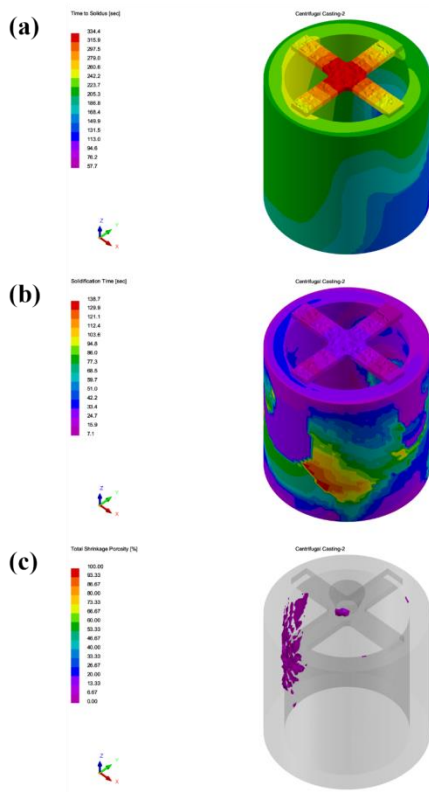 (a)
Time to Solidus [sec]
Centrifugal Casting-2
334.4
315.9
297.5
279.0
260.6
242.2
223.7
205.3
186.8
168.4
149.9
131.5
113.0
94.6
76.2
57.7
Z
Y
X
(b)
Solidification Time [sec]
Centrifugal Casting-2
138.7
129.9
121.1
112.4
103.6
94.8
86.0
77.3
68.5
59.7
51.0
42.2
33.4
24.7
15.9
7.1
Z
Y
X
(c)
Total Shrinkage Porosity [%]
Centrifugal Casting-2
100.00
93.33
86.67
80.00
73.33
66.67
60.00
53.33
46.67
40.00
33.33
26.67
20.00
13.33
6.67
0.00
Z
Y
X